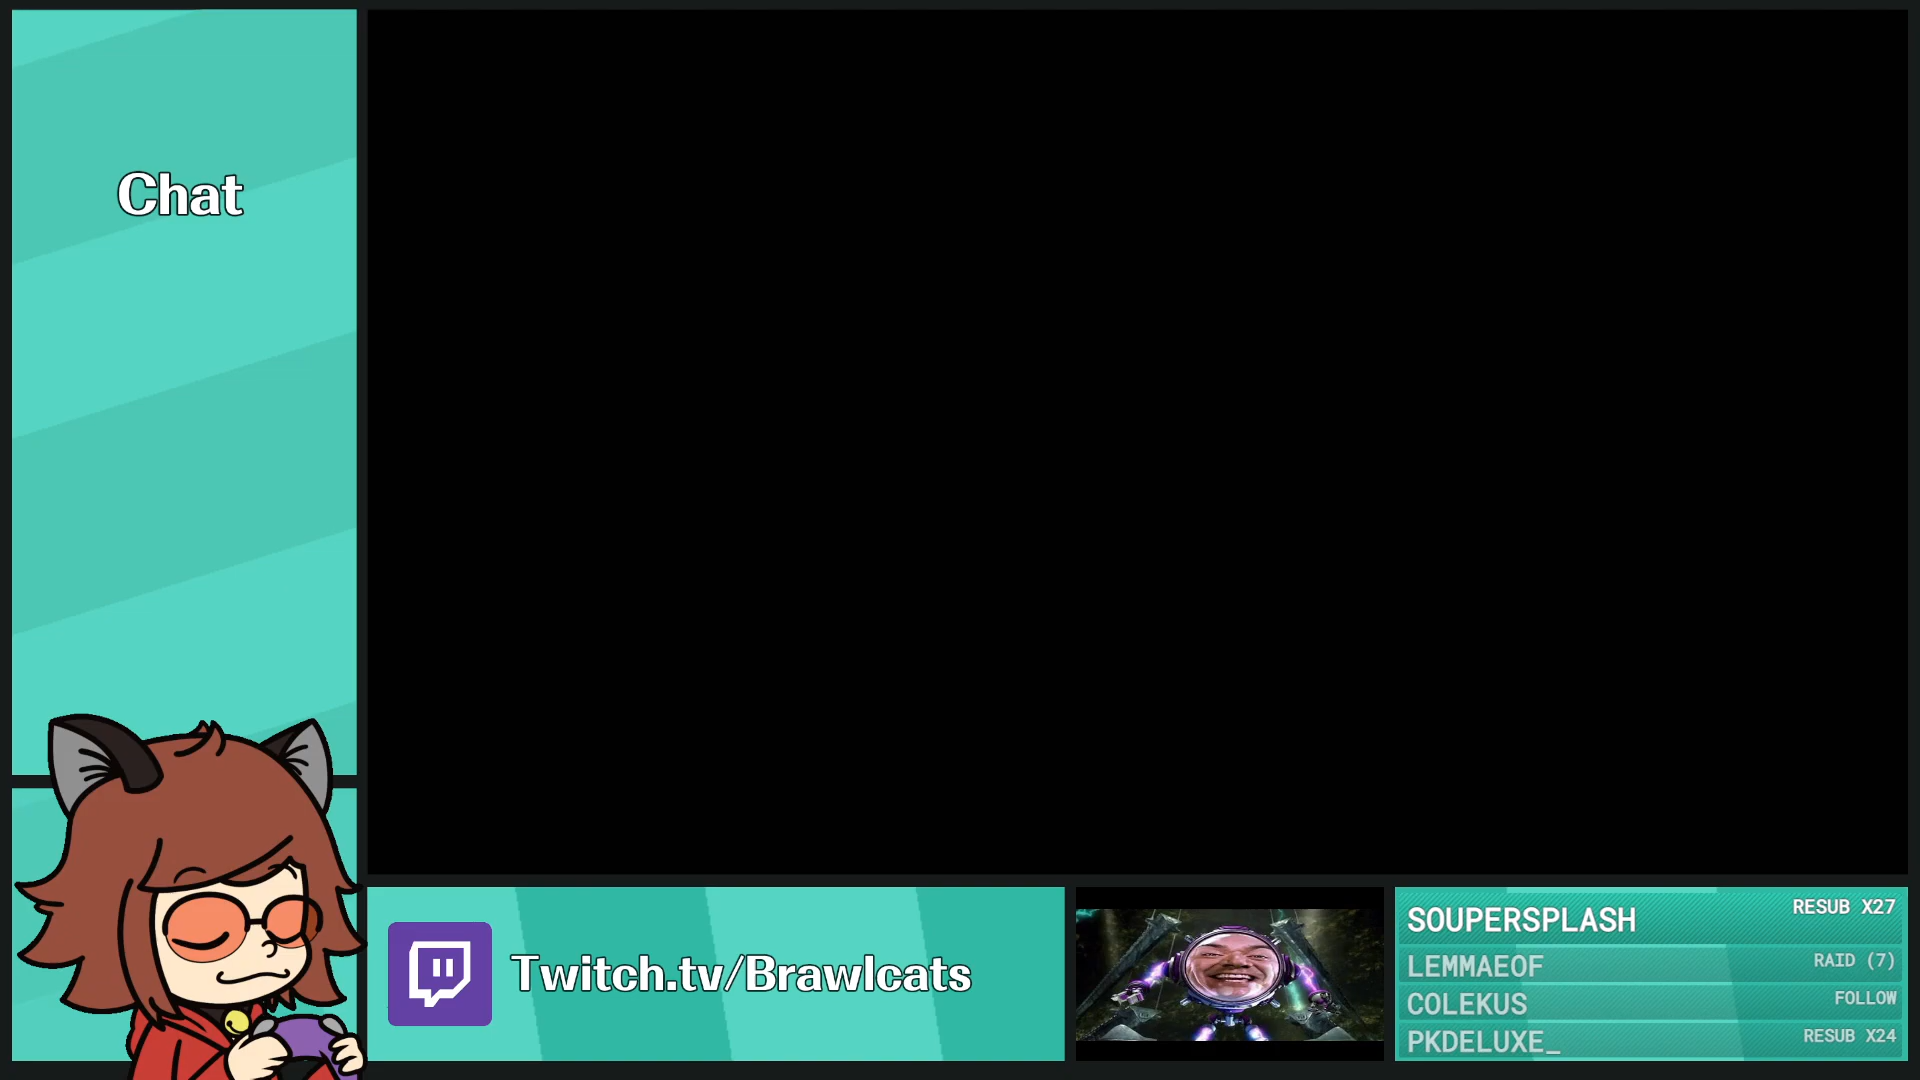 Chat
Twitch.tv/Brawlcats
SOUPERSPLASH RESUB X27
LEMMAEOF RAID (7)
COLEKUS FOLLOW
PKDELUXE_ RESUB X24